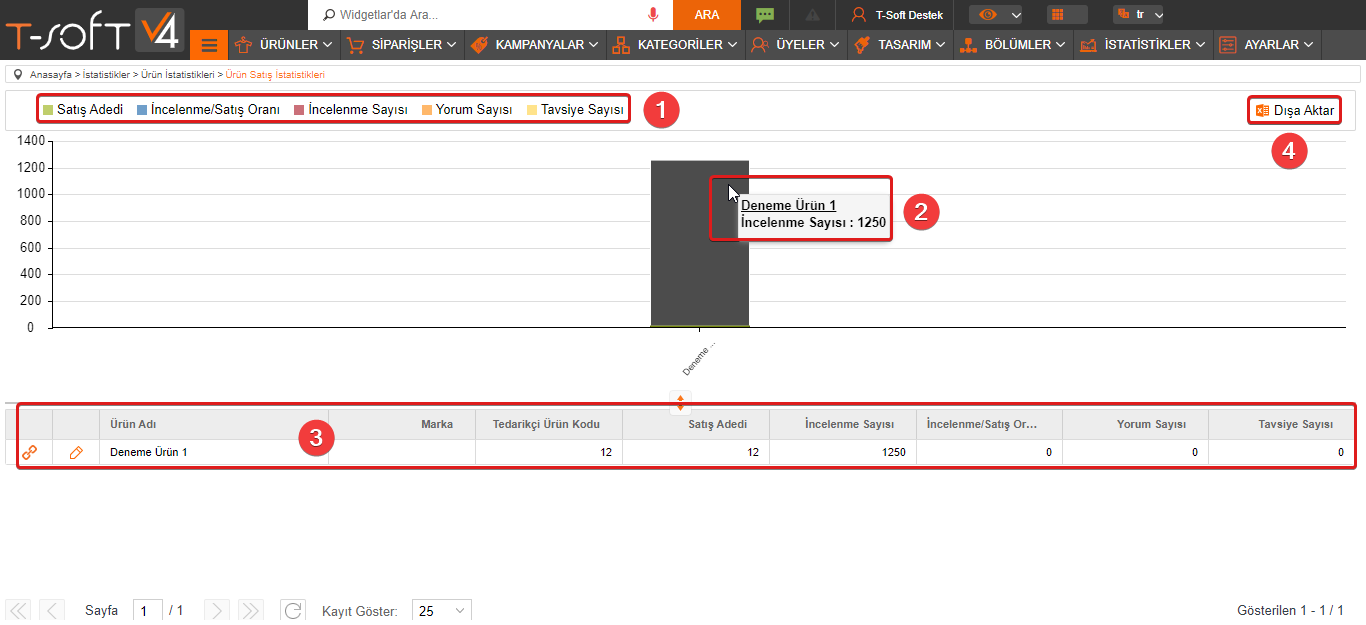 T-SOFT V4
Widgetlar'da Ara...
ARA
T-Soft Destek
tr
ÜRÜNLER SİPARİŞLER KAMPANYALAR KATEGORİLER ÜYELER TASARIM BÖLÜMLER İSTATİSTİKLER AYARLAR
Anasayfa > İstatistikler > Ürün İstatistikleri > Ürün Satış İstatistikleri
Satış Adedi İncelenme/Satış Oranı İncelenme Sayısı Yorum Sayısı Tavsiye Sayısı
1
Dışa Aktar
4
1400
1200
1000
800
600
400
200
0
Deneme Ürün 1
İncelenme Sayısı : 1250
2
Deneme ...
Ürün Adı Marka Tedarikçi Ürün Kodu Satış Adedi İncelenme Sayısı İncelenme/Satış Or... Yorum Sayısı Tavsiye Sayısı
3
Deneme Ürün 1 12 12 1250 0 0 0
Sayfa 1 / 1 Kayıt Göster: 25 Gösterilen 1 - 1 / 1